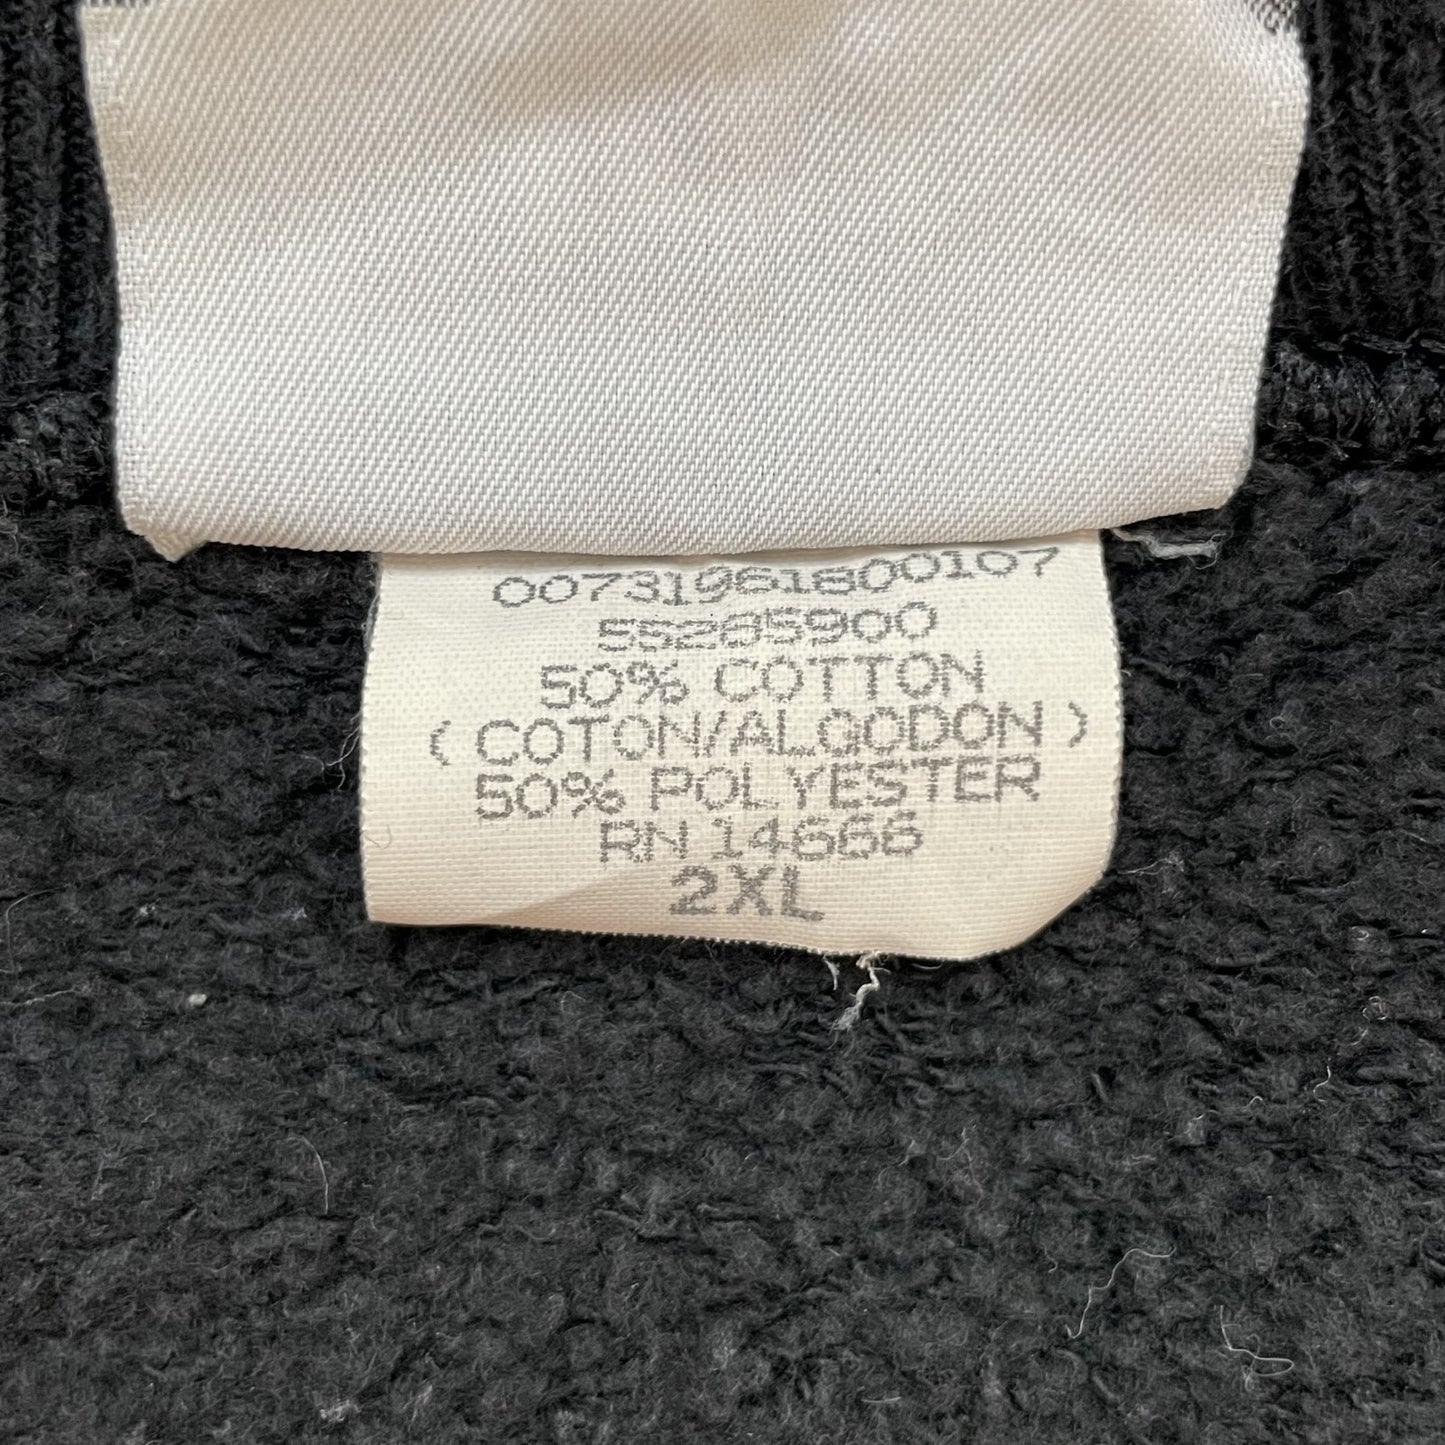 00731961800107
55285900
50% COTTON
( COTON/ALGODON )
50% POLYESTER
RN 14666
2XL